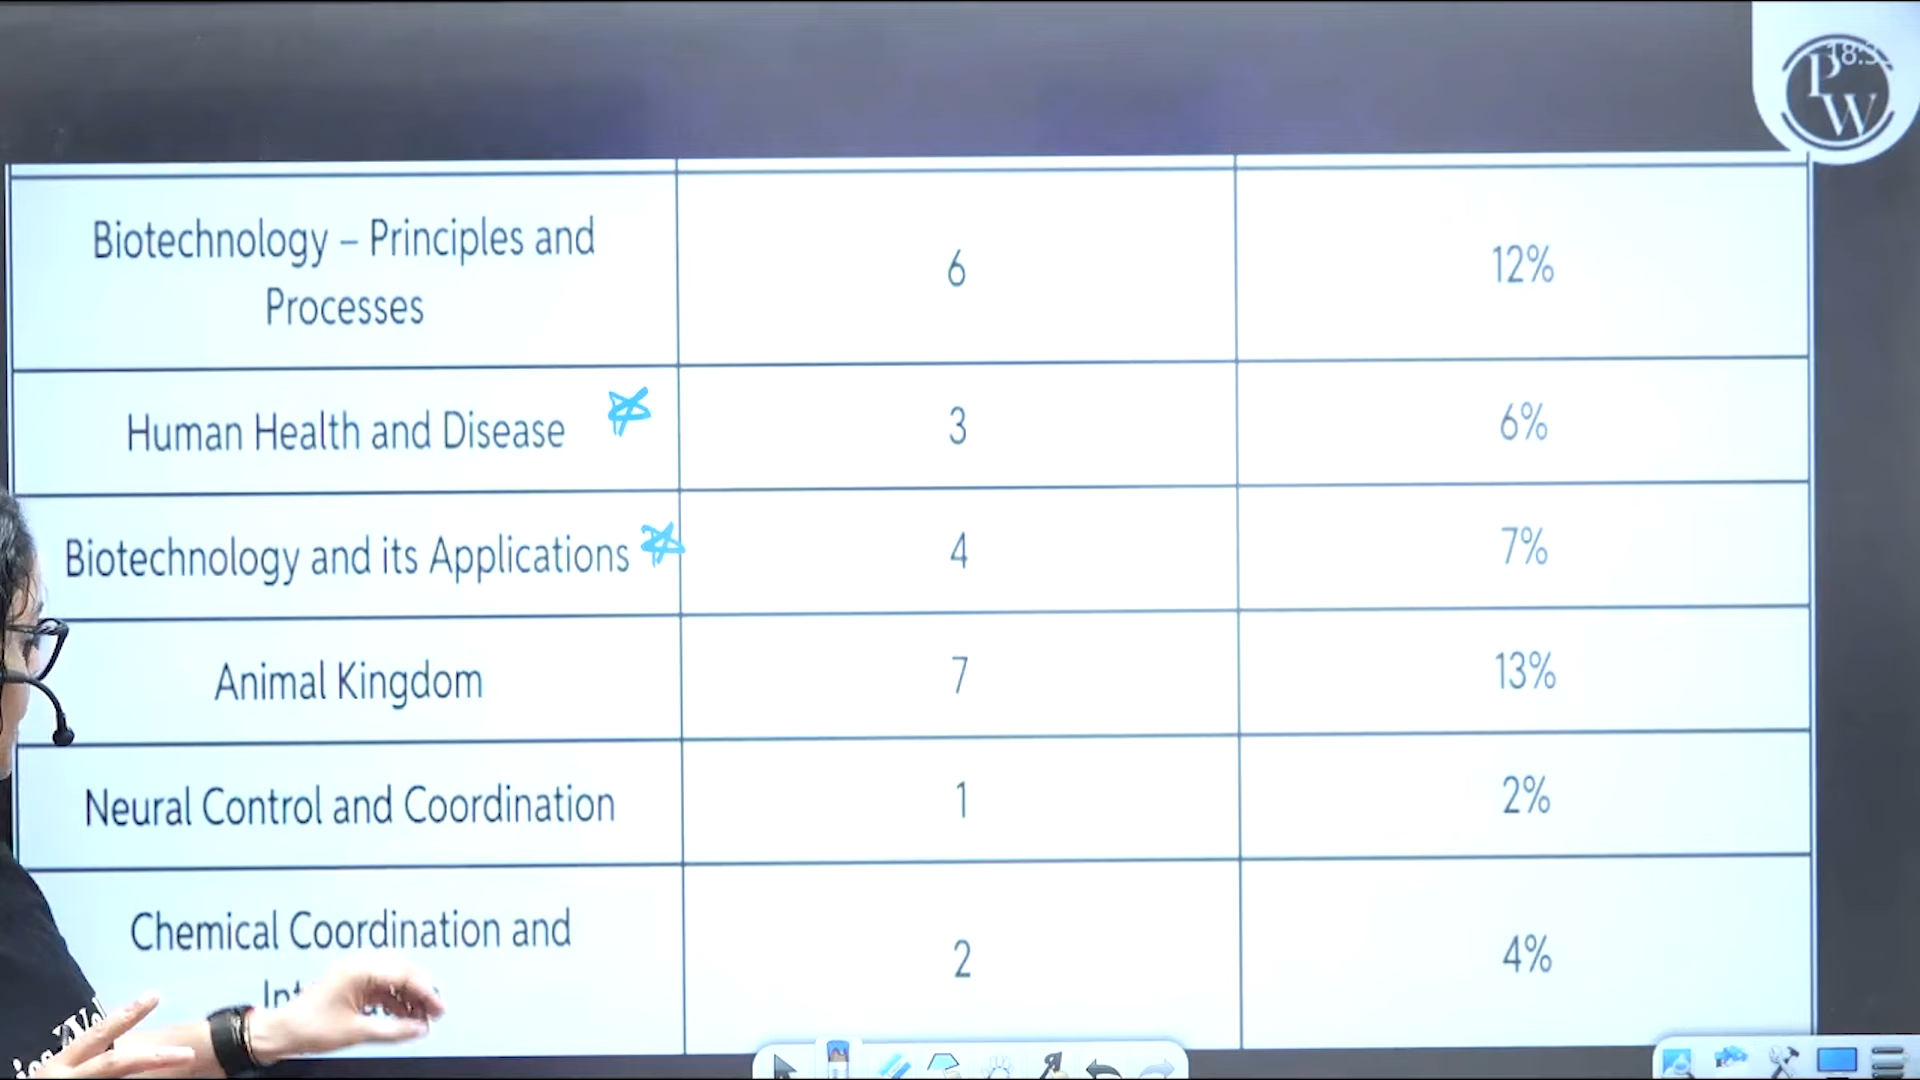 PW
Biotechnology – Principles and
Processes
6
12%
Human Health and Disease
3
6%
Biotechnology and its Applications
4
7%
Animal Kingdom
7
13%
Neural Control and Coordination
1
2%
Chemical Coordination and
2
4%